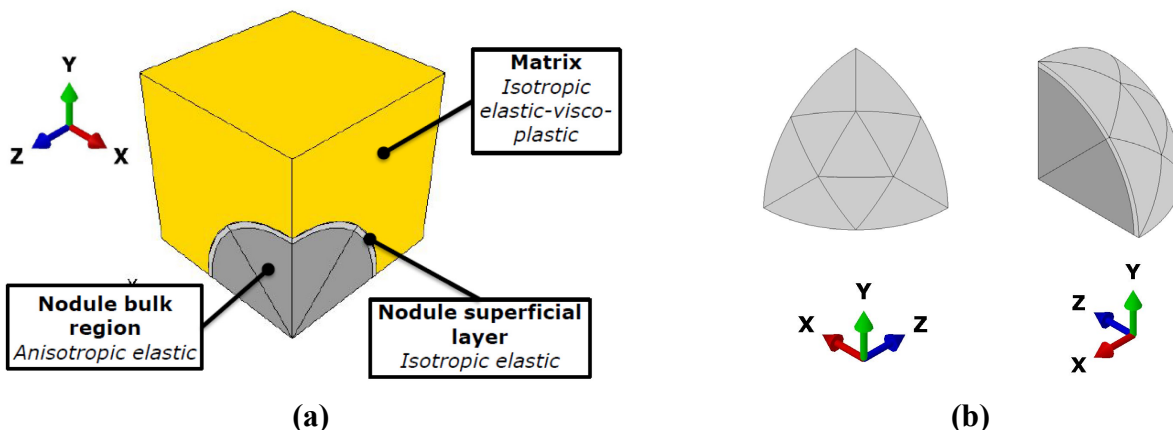 Y
Z
X
Matrix
Isotropic
elastic-visco-
plastic
Nodule bulk
region
Anisotropic elastic
Nodule superficial
layer
Isotropic elastic
(a)
Y
X
Z
Y
Z
X
(b)